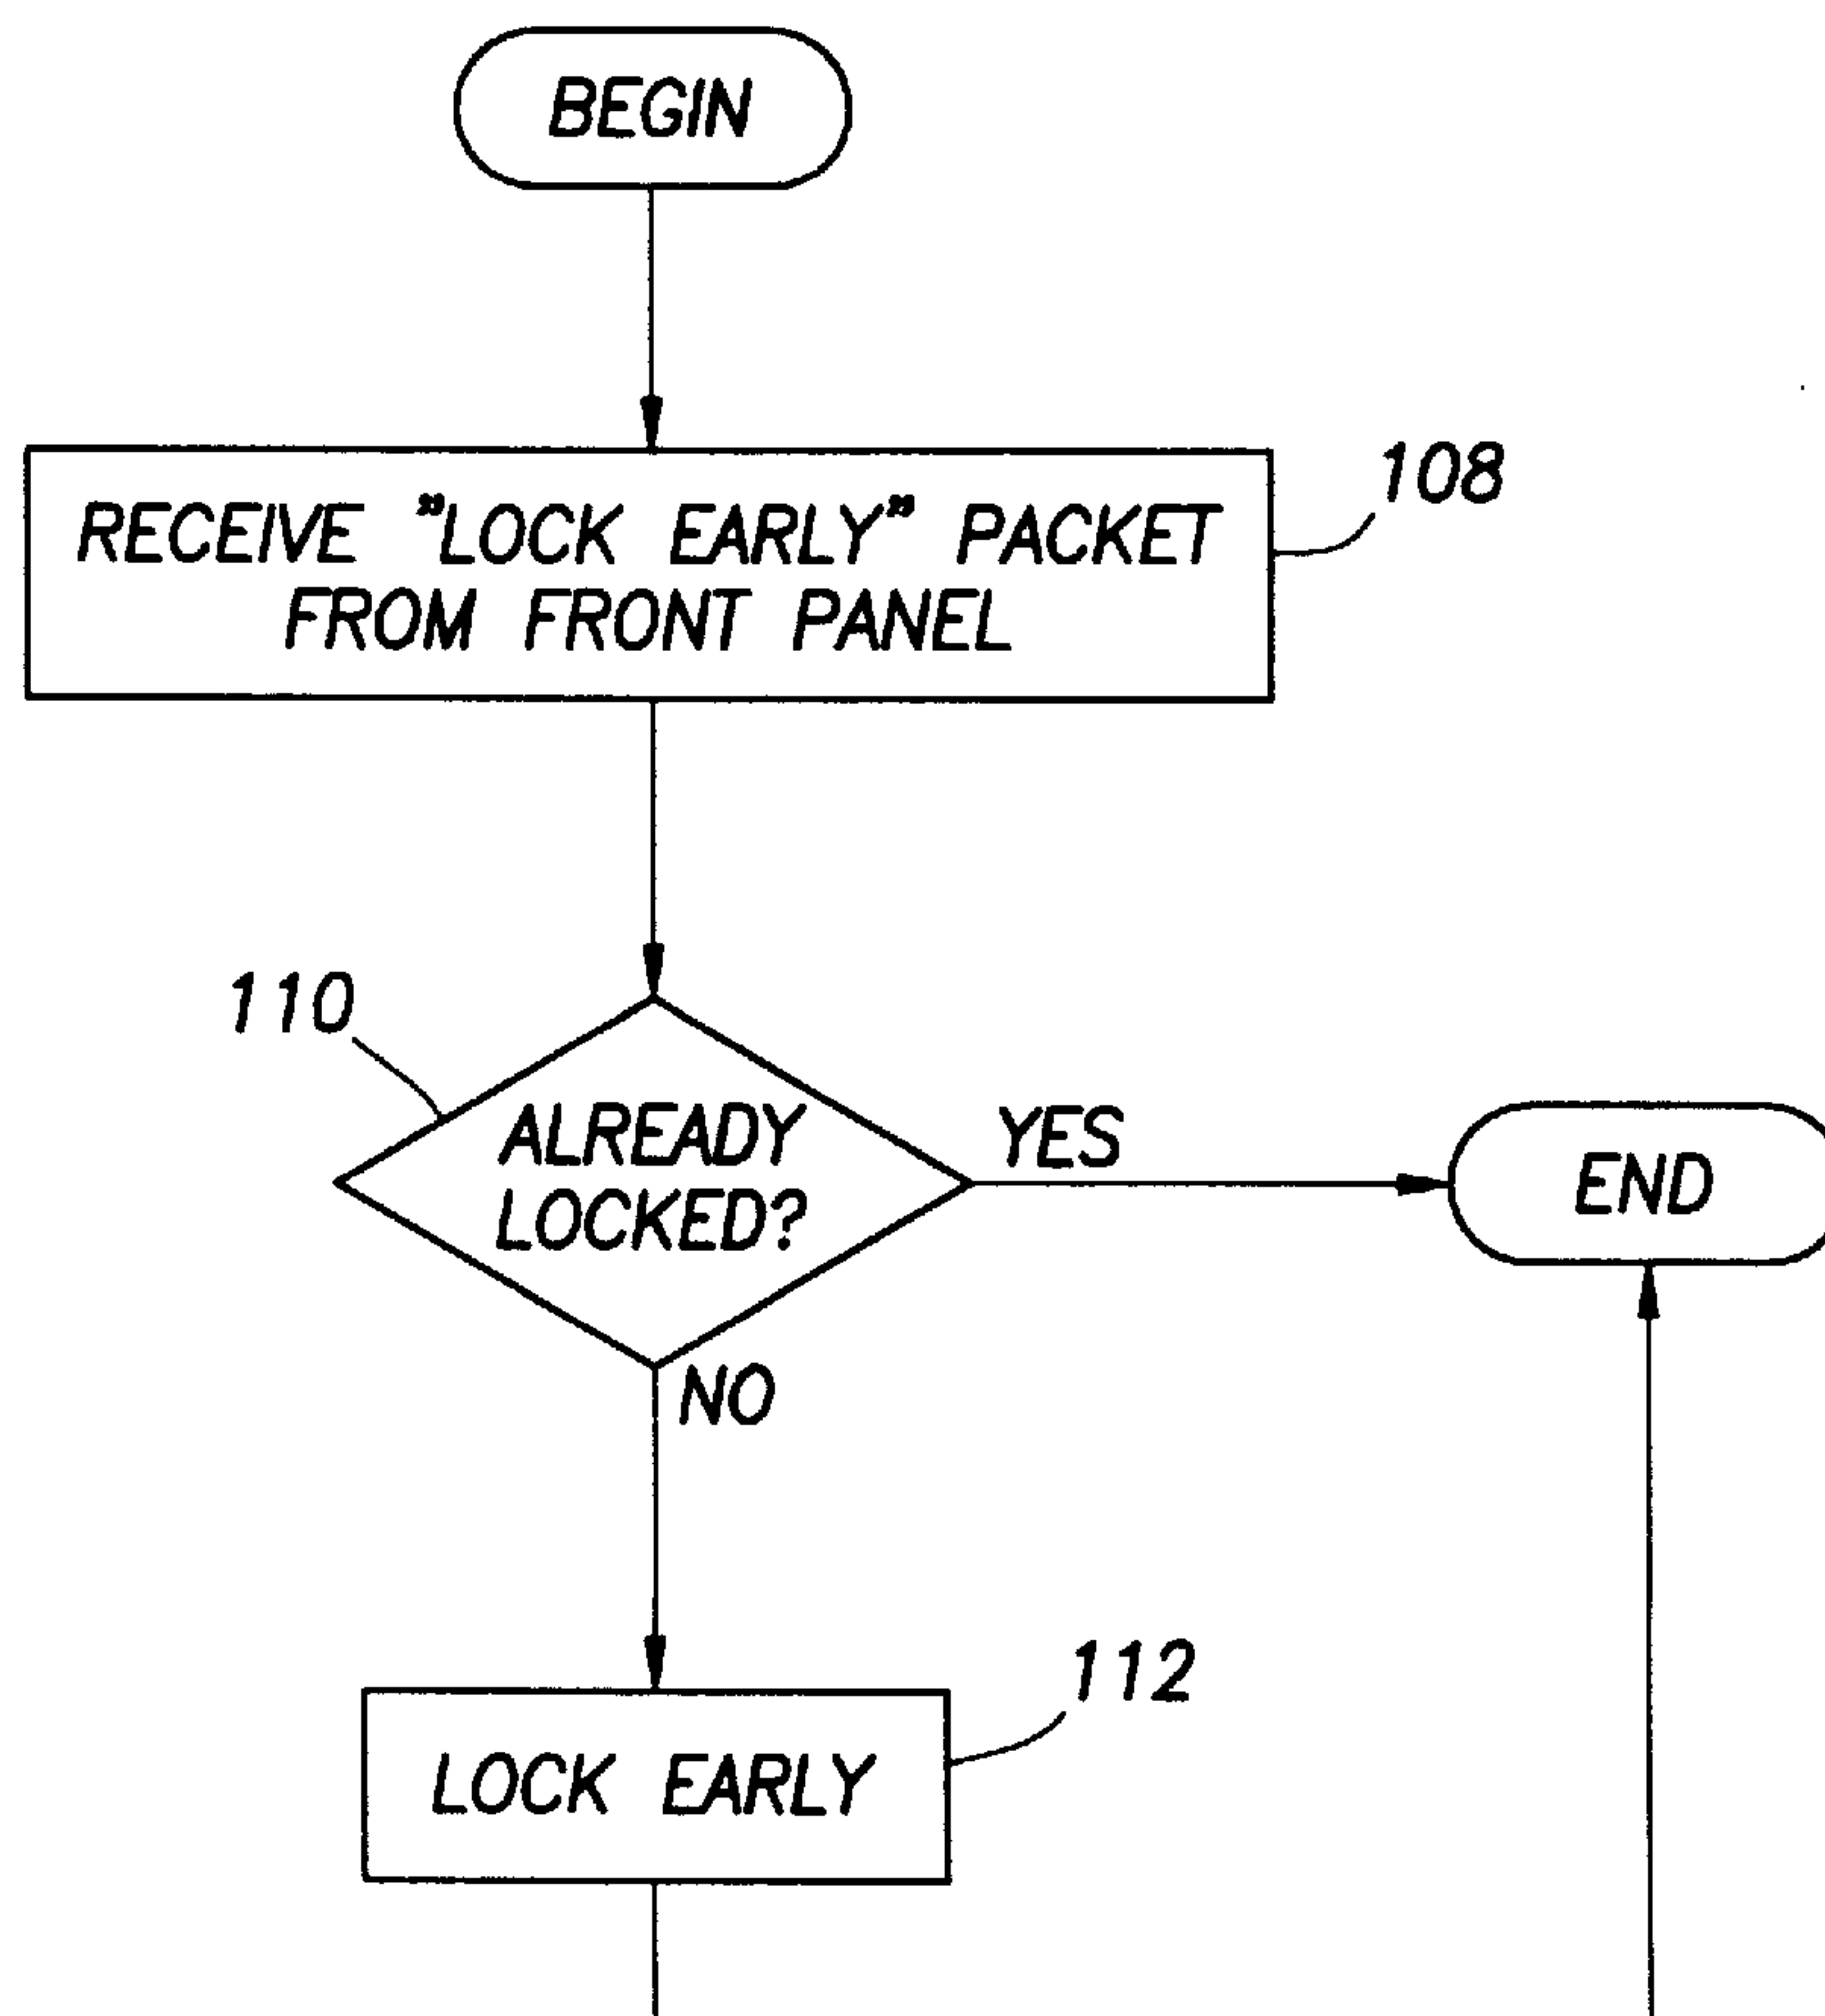 BEGIN
108
RECEIVE "LOCK EARLY" PACKET
FROM FRONT PANEL
110
ALREADY
LOCKED?
YES
END
NO
112
LOCK EARLY